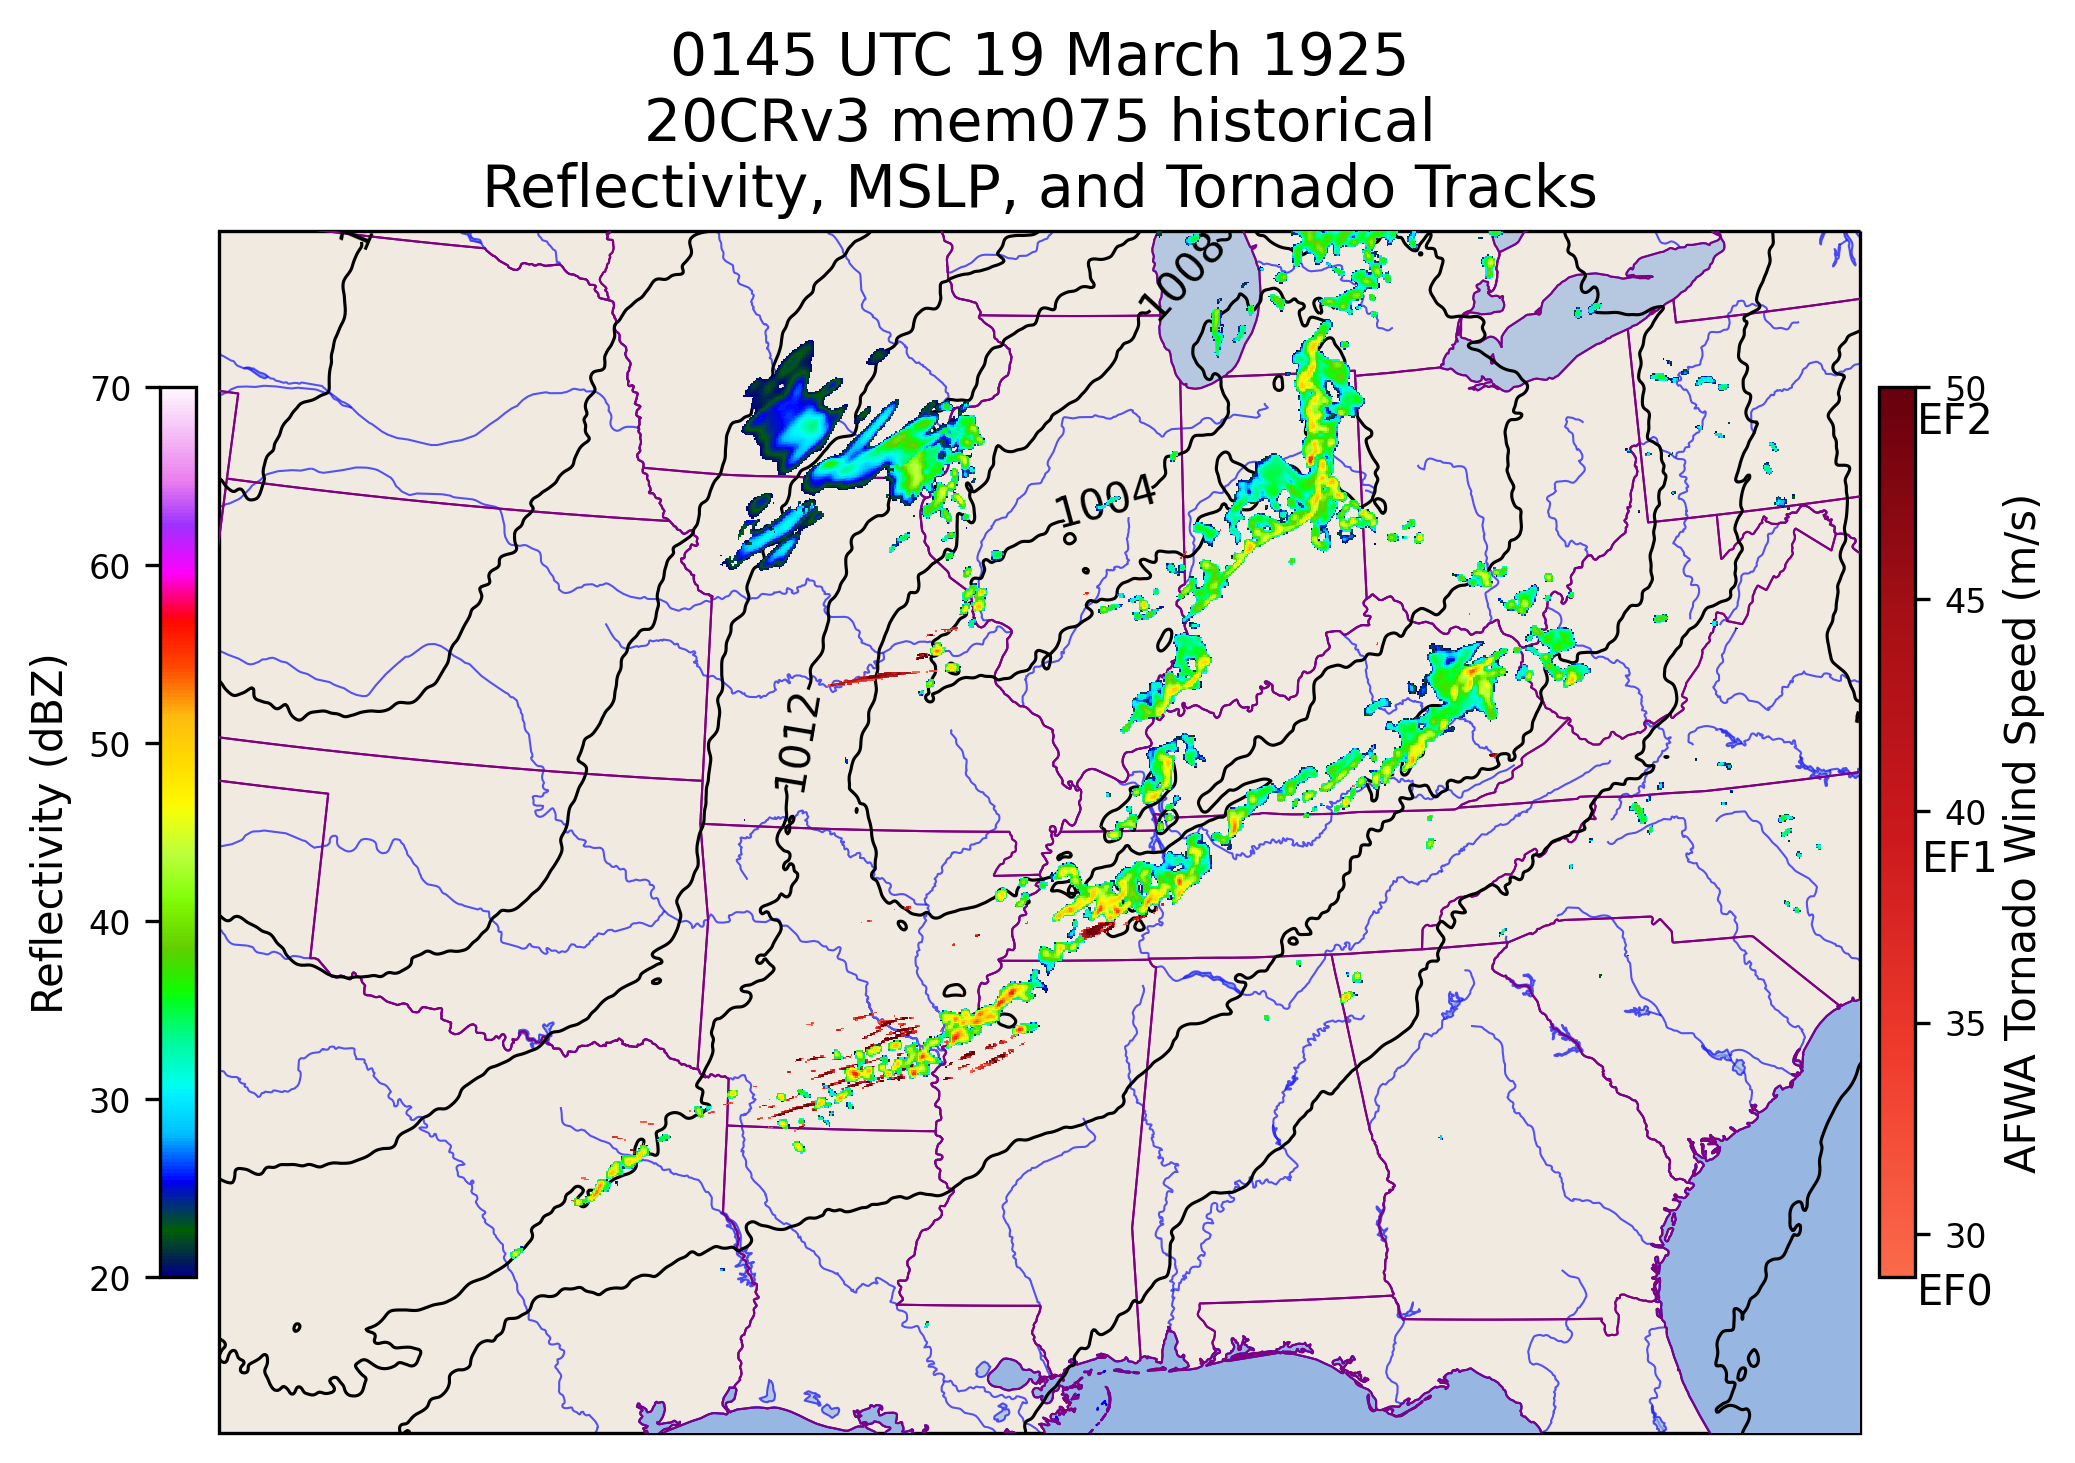 0145 UTC 19 March 1925
20CRv3 mem075 historical
Reflectivity, MSLP, and Tornado Tracks
1008
1004
1012
70
60
50
40
30
20
Reflectivity (dBZ)
50
EF2
45
40
EF1
35
30
EF0
AFWA Tornado Wind Speed (m/s)